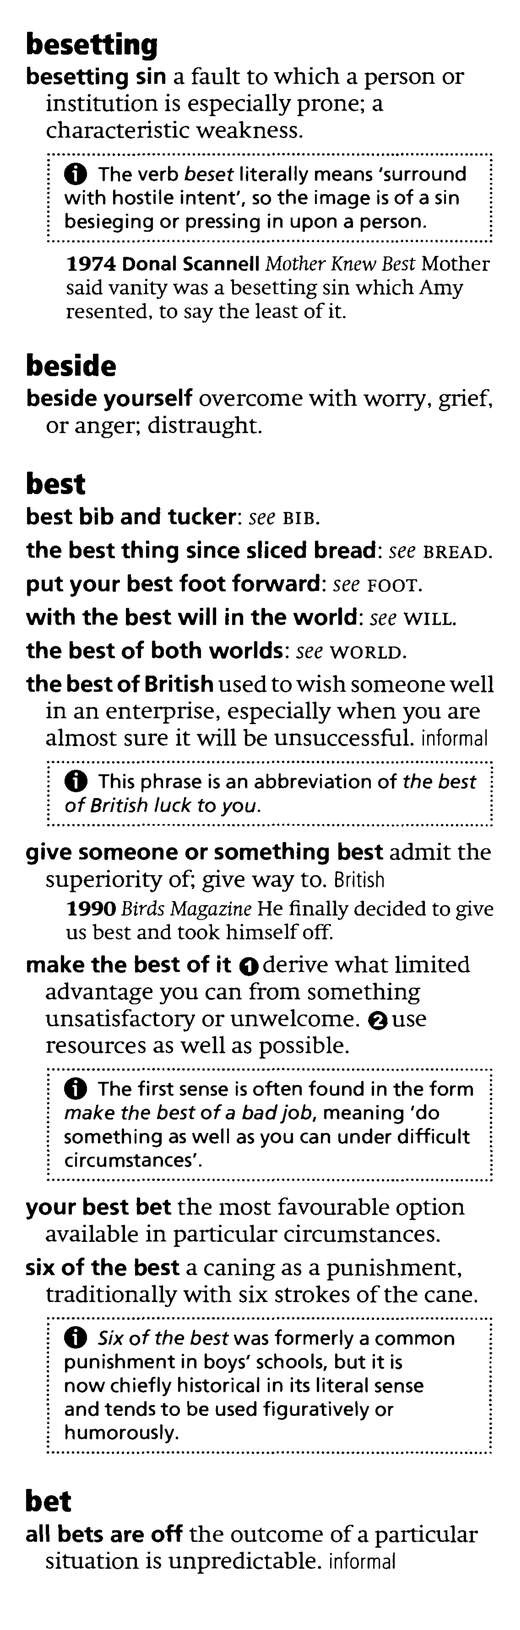 besetting
besetting sin a fault to which a person or
institution is especially prone; a
characteristic weakness.
ℹ The verb beset literally means 'surround
with hostile intent', so the image is of a sin
besieging or pressing in upon a person.
1974 Donal Scannell Mother Knew Best Mother
said vanity was a besetting sin which Amy
resented, to say the least of it.
beside
beside yourself overcome with worry, grief,
or anger; distraught.
best
best bib and tucker: see BIB.
the best thing since sliced bread: see BREAD.
put your best foot forward: see FOOT.
with the best will in the world: see WILL.
the best of both worlds: see WORLD.
the best of British used to wish someone well
in an enterprise, especially when you are
almost sure it will be unsuccessful. informal
ℹ This phrase is an abbreviation of the best
of British luck to you.
give someone or something best admit the
superiority of; give way to. British
1990 Birds Magazine He finally decided to give
us best and took himself off.
make the best of it ❶ derive what limited
advantage you can from something
unsatisfactory or unwelcome. ❷ use
resources as well as possible.
ℹ The first sense is often found in the form
make the best of a bad job, meaning 'do
something as well as you can under difficult
circumstances'.
your best bet the most favourable option
available in particular circumstances.
six of the best a caning as a punishment,
traditionally with six strokes of the cane.
ℹ Six of the best was formerly a common
punishment in boys' schools, but it is
now chiefly historical in its literal sense
and tends to be used figuratively or
humorously.
bet
all bets are off the outcome of a particular
situation is unpredictable. informal